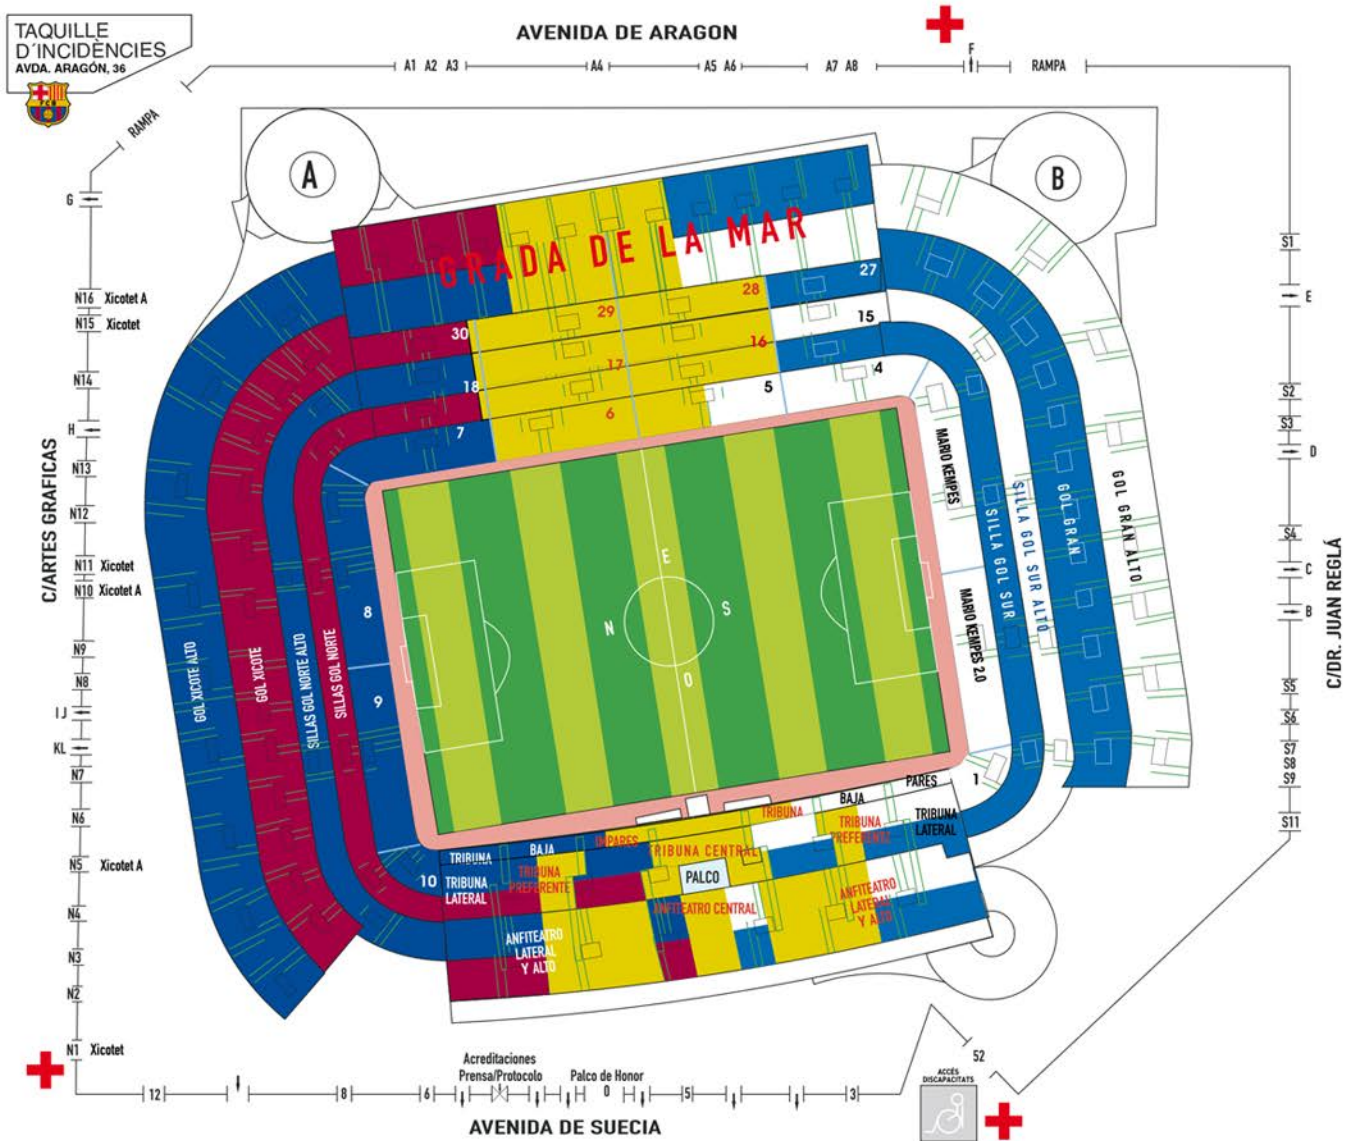 TAQUILLE
D´INCIDÈNCIES
AVDA. ARAGÓN, 36
AVENIDA DE ARAGON
A1 A2 A3
A4
A5 A6
A7 A8
F
RAMPA
RAMPA
A
B
G
N16 Xicotet A
N15 Xicotet
N14
H
N13
N12
N11 Xicotet
N10 Xicotet A
N9
N8
I J
KL
N7
N6
N5 Xicotet A
N4
N3
N2
N1 Xicotet
C/ARTES GRAFICAS
S1
E
S2
S3
D
S4
C
B
S5
S6
S7
S8
S9
S11
C/DR. JUAN REGLÁ
GRADA DE LA MAR
27
28
29
30
15
16
17
18
4
5
6
7
8
9
10
1
GOL XICOTE ALTO
GOL XICOTE
SILLAS GOL NORTE ALTO
SILLAS GOL NORTE
MARIO KEMPES
MARIO KEMPES 2.0
SILLA GOL SUR
SILLA GOL SUR ALTO
GOL GRAN
GOL GRAN ALTO
E
N
S
O
TRIBUNA
BAJA
IMPARES
TRIBUNA
BAJA
PARES
TRIBUNA
LATERAL
TRIBUNA
PREFERENTE
TRIBUNA CENTRAL
TRIBUNA
PREFERENTE
TRIBUNA
LATERAL
PALCO
ANFITEATRO
LATERAL
Y ALTO
ANFITEATRO CENTRAL
ANFITEATRO
LATERAL
Y ALTO
12
8
6
Acreditaciones
Prensa/Protocolo
Palco de Honor
0
5
3
52
ACCÉS
DISCAPACITATS
AVENIDA DE SUECIA